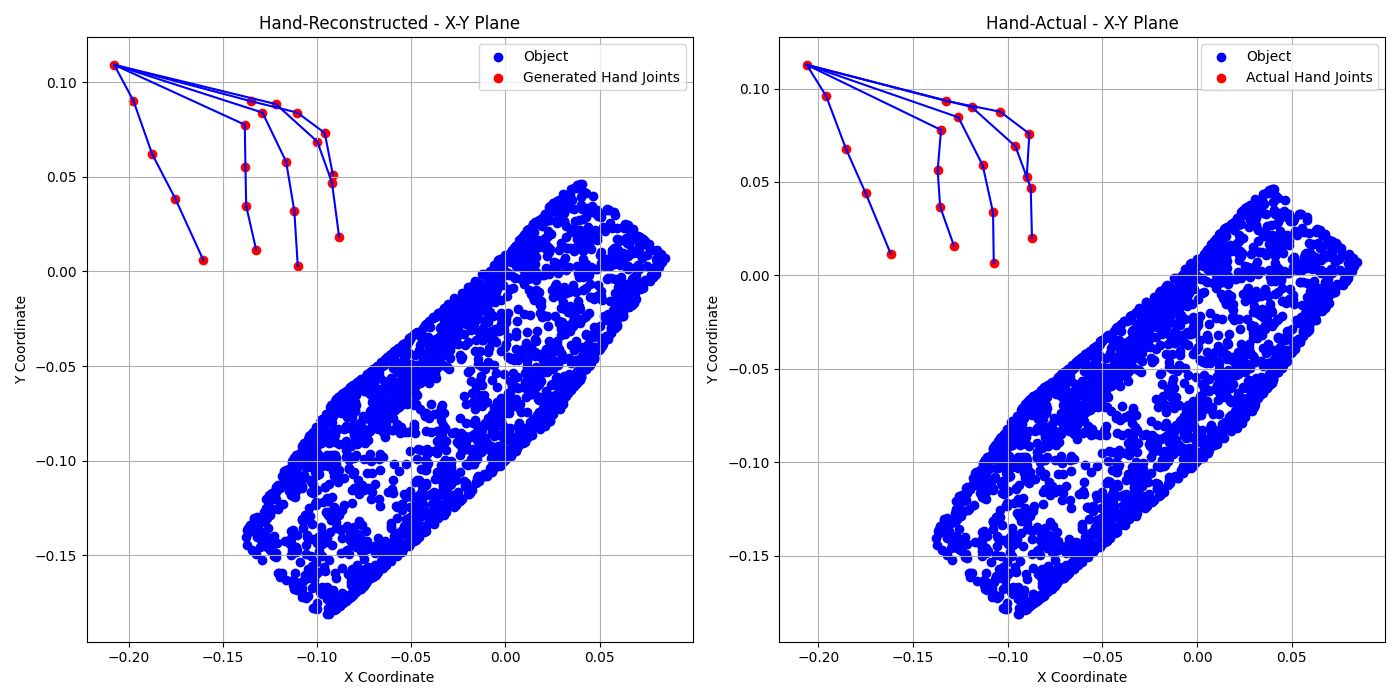 Hand-Reconstructed - X-Y Plane
Object
Generated Hand Joints
Y Coordinate
0.10
0.05
0.00
−0.05
−0.10
−0.15
−0.20
−0.15
−0.10
−0.05
0.00
0.05
X Coordinate
Hand-Actual - X-Y Plane
Object
Actual Hand Joints
Y Coordinate
0.10
0.05
0.00
−0.05
−0.10
−0.15
−0.20
−0.15
−0.10
−0.05
0.00
0.05
X Coordinate